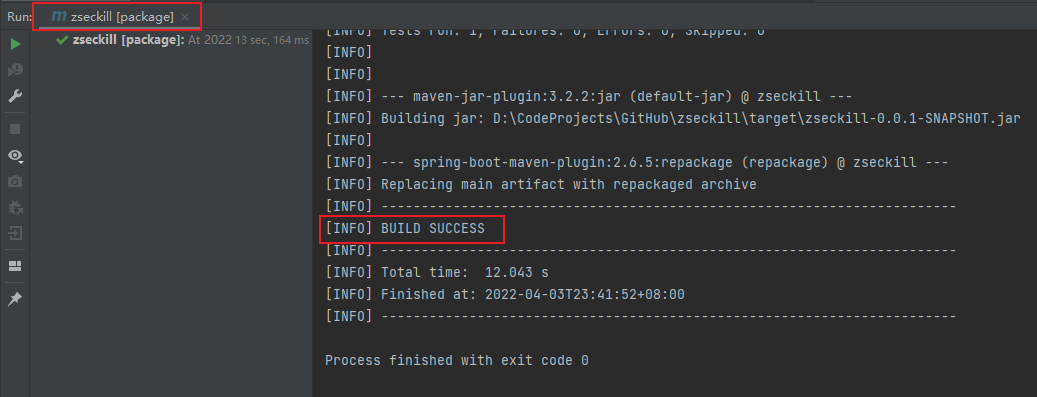 Run: m zseckill [package] ×
zseckill [package]: At 2022 13 sec, 164 ms
[INFO] Tests run: 1, Failures: 0, Errors: 0, Skipped: 0
[INFO]
[INFO]
[INFO] --- maven-jar-plugin:3.2.2:jar (default-jar) @ zseckill ---
[INFO] Building jar: D:\CodeProjects\GitHub\zseckill\target\zseckill-0.0.1-SNAPSHOT.jar
[INFO]
[INFO] --- spring-boot-maven-plugin:2.6.5:repackage (repackage) @ zseckill ---
[INFO] Replacing main artifact with repackaged archive
[INFO] ------------------------------------------------------------------------
[INFO] BUILD SUCCESS
[INFO] ------------------------------------------------------------------------
[INFO] Total time:  12.043 s
[INFO] Finished at: 2022-04-03T23:41:52+08:00
[INFO] ------------------------------------------------------------------------
Process finished with exit code 0